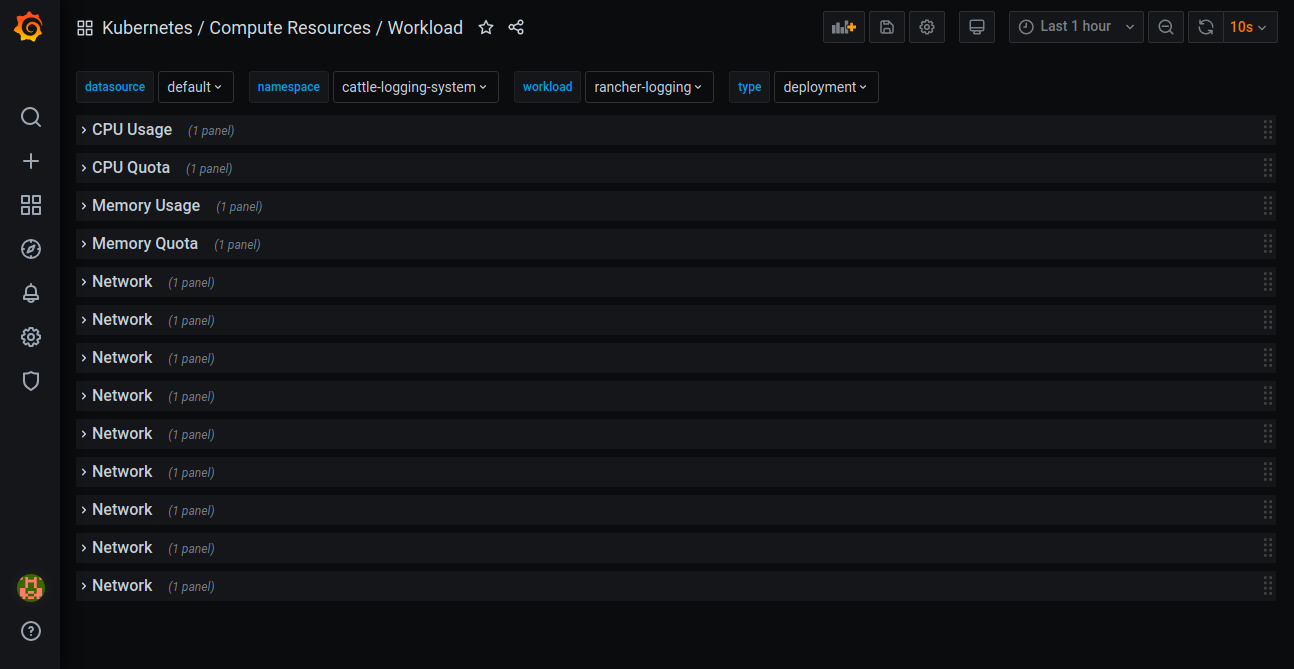 Kubernetes / Compute Resources / Workload
Last 1 hour
10s
datasource default namespace cattle-logging-system workload rancher-logging type deployment
CPU Usage (1 panel)
CPU Quota (1 panel)
Memory Usage (1 panel)
Memory Quota (1 panel)
Network (1 panel)
Network (1 panel)
Network (1 panel)
Network (1 panel)
Network (1 panel)
Network (1 panel)
Network (1 panel)
Network (1 panel)
Network (1 panel)